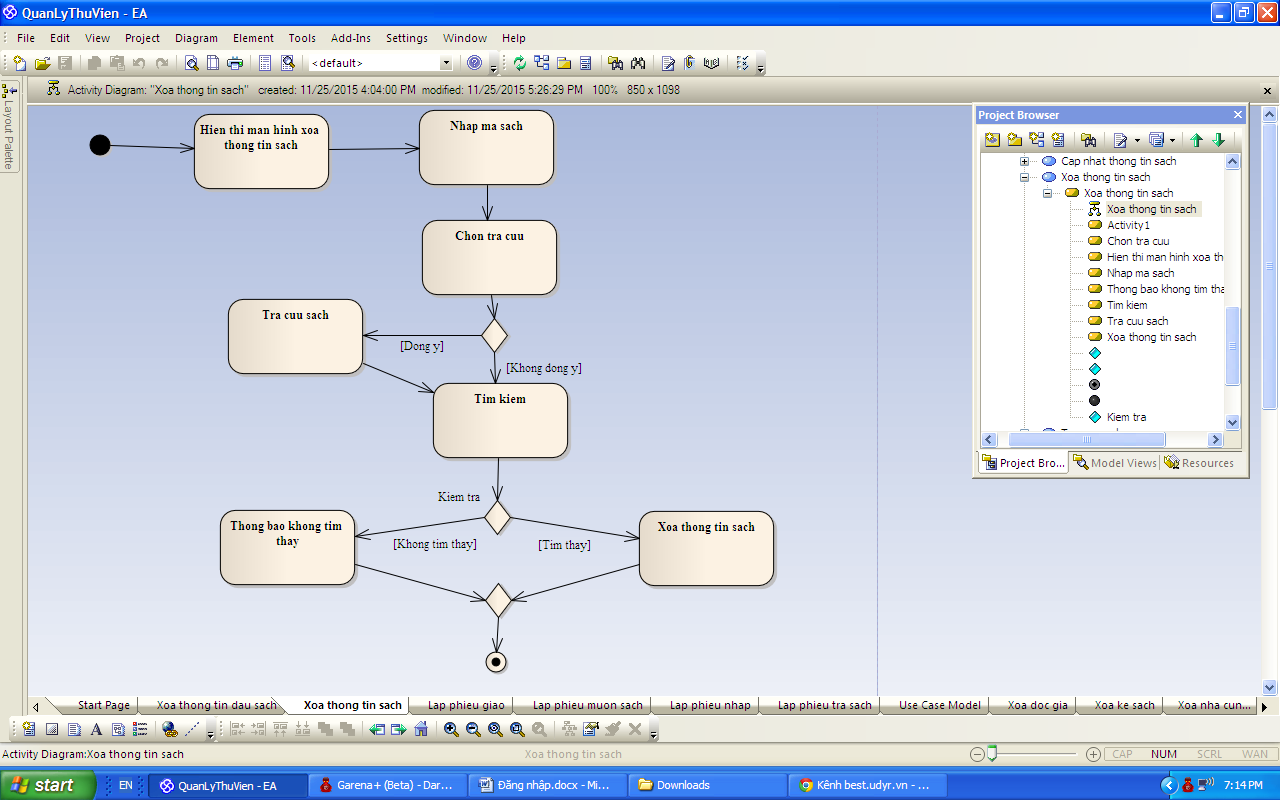 QuanLyThuVien - EA
File Edit View Project Diagram Element Tools Add-Ins Settings Window Help
<default>
Activity Diagram: "Xoa thong tin sach" created: 11/25/2015 4:04:00 PM modified: 11/25/2015 5:26:29 PM 100% 850 x 1098
Layout Palette
Hien thi man hinh xoa
thong tin sach
Nhap ma sach
Chon tra cuu
Tra cuu sach
[Dong y]
[Khong dong y]
Tim kiem
Kiem tra
Thong bao khong tim
thay
[Khong tim thay]
[Tim thay]
Xoa thong tin sach
Project Browser
Cap nhat thong tin sach
Xoa thong tin sach
Xoa thong tin sach
Xoa thong tin sach
Activity1
Chon tra cuu
Hien thi man hinh xoa th
Nhap ma sach
Thong bao khong tim tha
Tim kiem
Tra cuu sach
Xoa thong tin sach
Kiem tra
Project Bro... Model Views Resources
Start Page Xoa thong tin dau sach Xoa thong tin sach Lap phieu giao Lap phieu muon sach Lap phieu nhap Lap phieu tra sach Use Case Model Xoa doc gia Xoa ke sach Xoa nha cun...
Activity Diagram:Xoa thong tin sach Xoa thong tin sach CAP NUM SCRL WAN
start EN QuanLyThuVien - EA Garena+ (Beta) - Dar... Đăng nhập.docx - Mi... Downloads Kênh best.udyr.vn - ... 7:14 PM